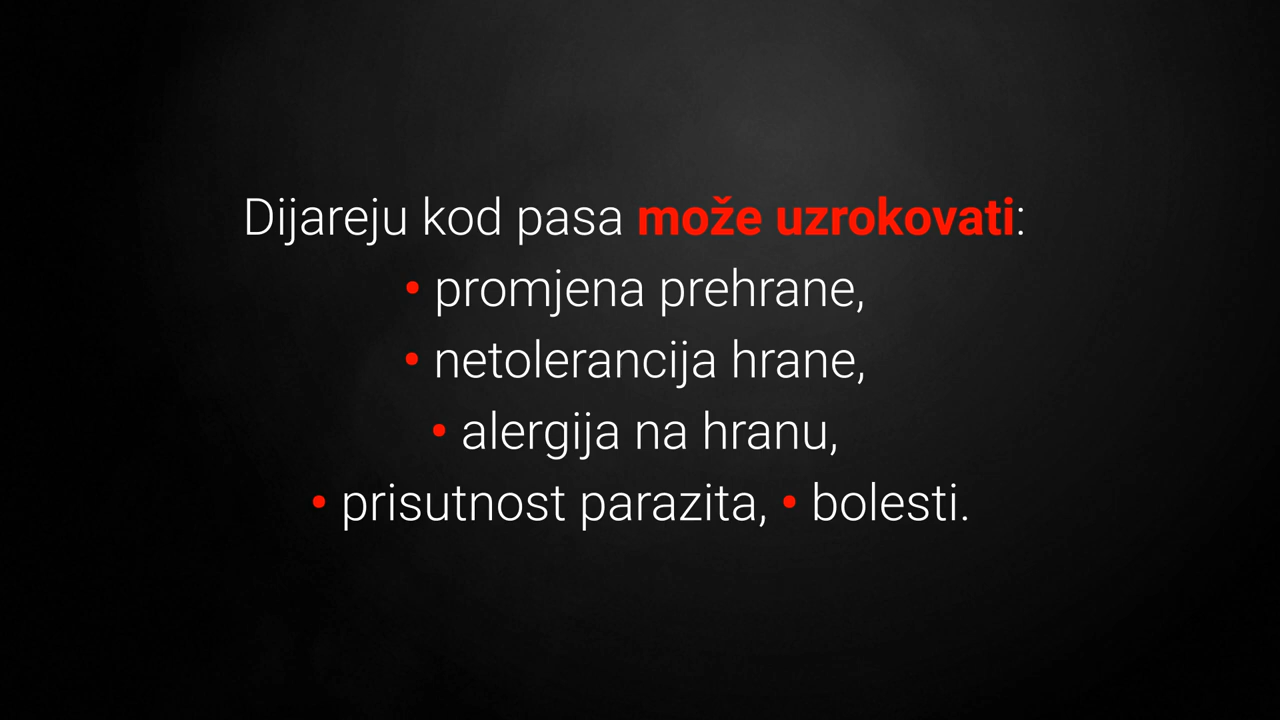 Dijareju kod pasa može uzrokovati:
• promjena prehrane,
• netolerancija hrane,
• alergija na hranu,
• prisutnost parazita, • bolesti.